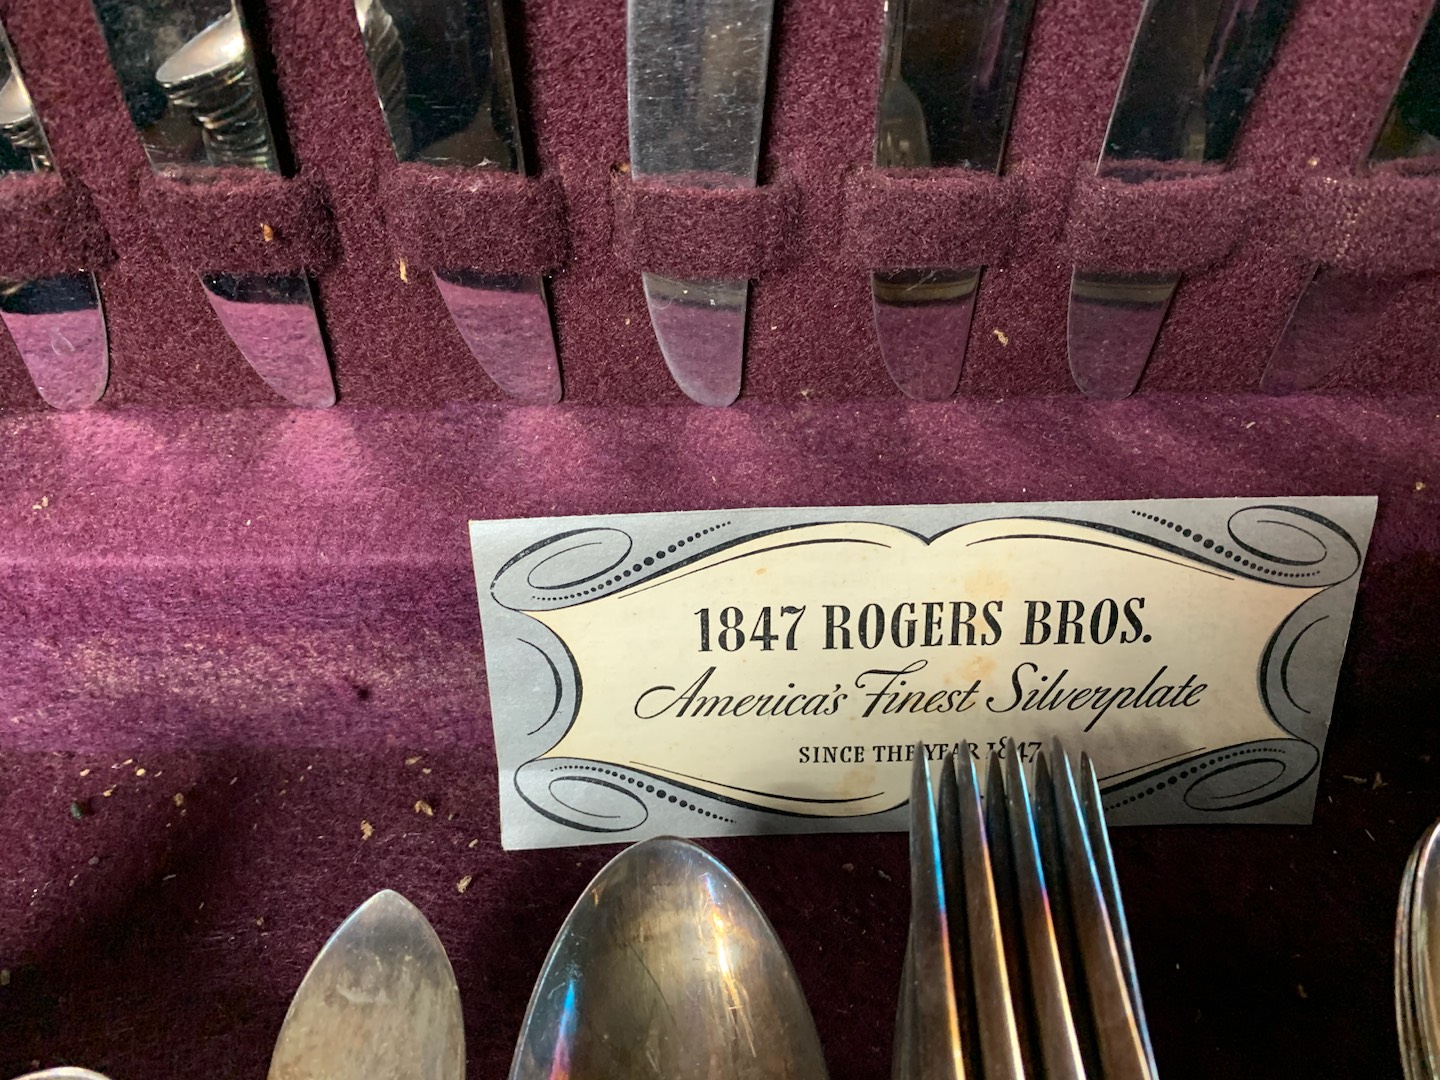 1847 ROGERS BROS.
America's Finest Silverplate
SINCE THE YEAR 1847